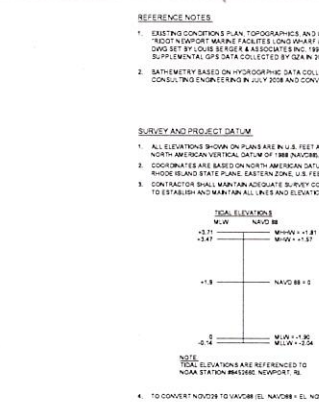 REFERENCE NOTES
1. EXISTING CONDITIONS PLAN, TOPOGRAPHICS, AND
"RIDOT NEWPORT MARINE FACILITES LONG WHARF
DWG SET BY LOUIS BERGER & ASSOCIATES INC. 199
SUPPLEMENTAL GPS DATA COLLECTED BY GZA IN 2
2. BATHEMETRY BASED ON HYDROGRPHIC DATA COLL
CONSULTING ENGINEERING IN JULY 2008 AND CONV
SURVEY AND PROJECT DATUM
1. ALL ELEVATIONS SHOWN ON PLANS ARE IN U.S. FEET A
NORTH AMERICAN VERTICAL DATUM OF 1988 (NAVD88).
2. COORDINATES ARE BASED ON NORTH AMERICAN DATU
RHODE ISLAND STATE PLANE, EASTERN ZONE, U.S. FEE
3. CONTRACTOR SHALL MAINTAIN ADEQUATE SURVEY CO
TO ESTABLISH AND MAINTAIN ALL LINES AND ELEVATIO
TIDAL ELEVATIONS
MLW NAVD 88
+3.71 MHHW = +1.81
+3.47 MHW = +1.57
+1.9 NAVD 88 = 0
0 MLW = -1.90
-0.14 MLLW = -2.04
NOTE:
TIDAL ELEVATIONS ARE REFERENCED TO
NOAA STATION #8452660, NEWPORT, RI.
4. TO CONVERT NGVD29 TO NAVD88 (EL. NAVD88 = EL. NG